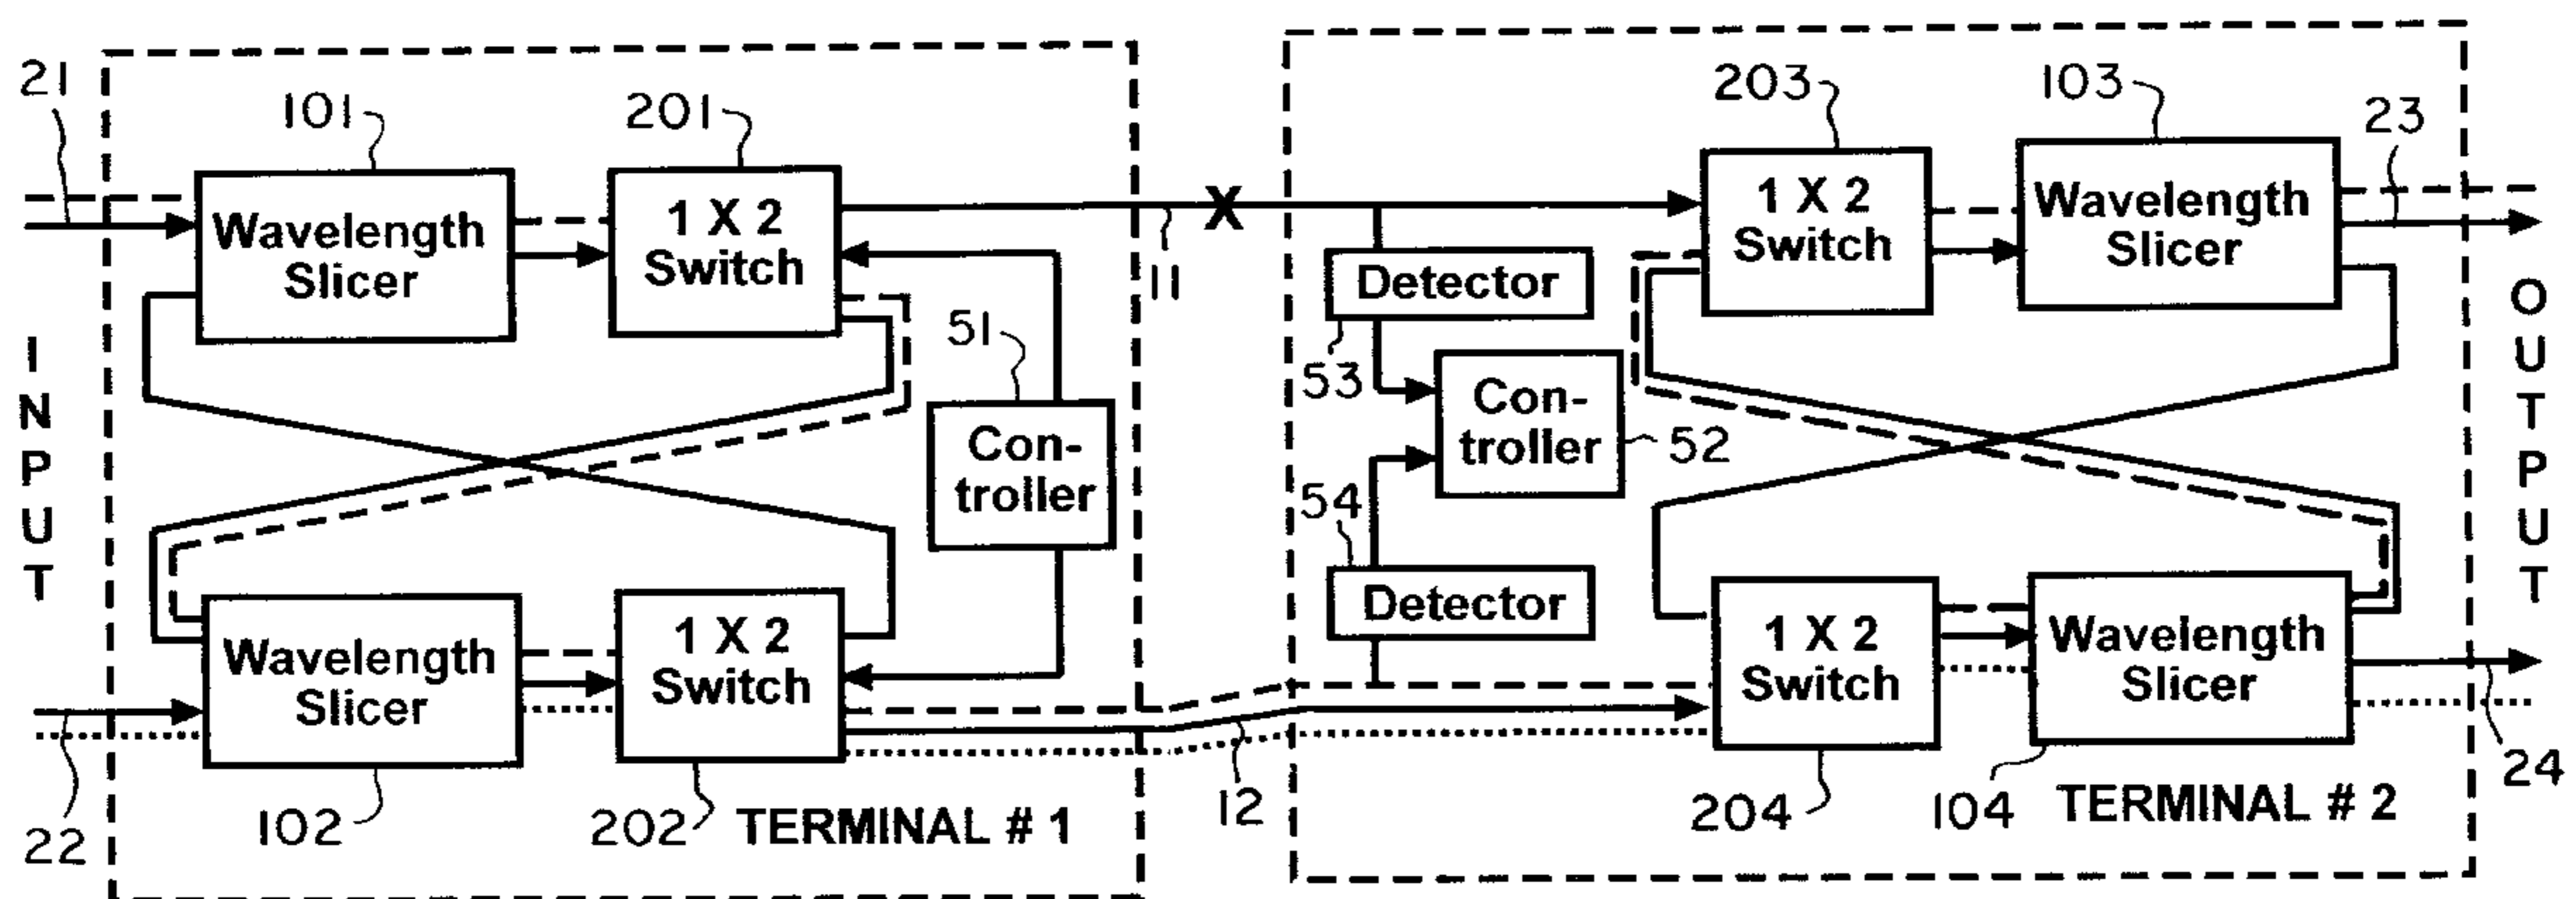 21
101
201
203
103
23
Wavelength
Slicer
1 X 2
Switch
X
11
1 X 2
Switch
Wavelength
Slicer
Detector
53
51
Con-
troller
Con-
troller
52
54
Detector
INPUT
OUTPUT
Wavelength
Slicer
1 X 2
Switch
1 X 2
Switch
Wavelength
Slicer
22
102
202
TERMINAL # 1
12
204
104
TERMINAL # 2
24